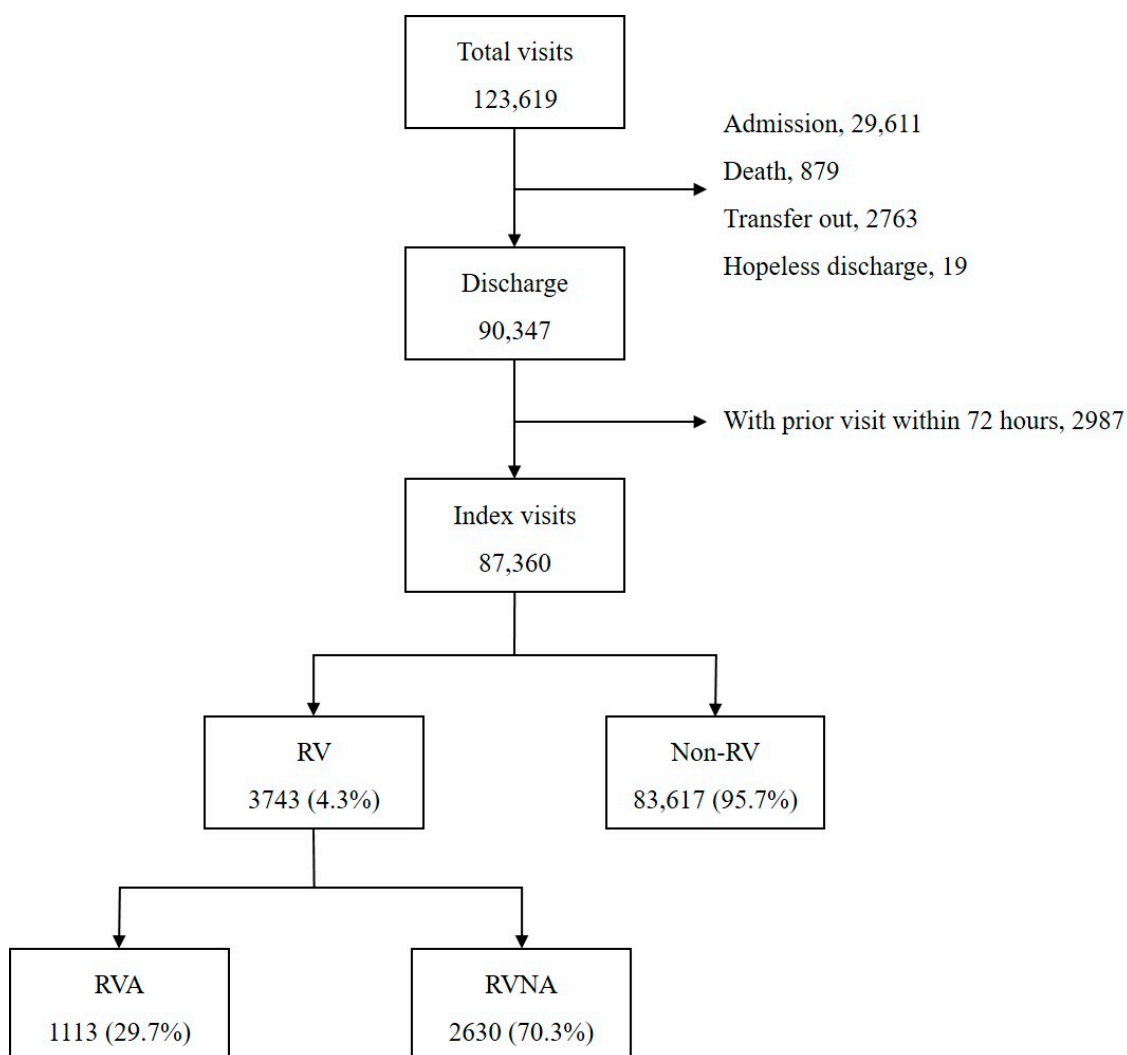 Total visits
123,619
Admission, 29,611
Death, 879
Transfer out, 2763
Hopeless discharge, 19
Discharge
90,347
With prior visit within 72 hours, 2987
Index visits
87,360
RV
3743 (4.3%)
Non-RV
83,617 (95.7%)
RVA
1113 (29.7%)
RVNA
2630 (70.3%)